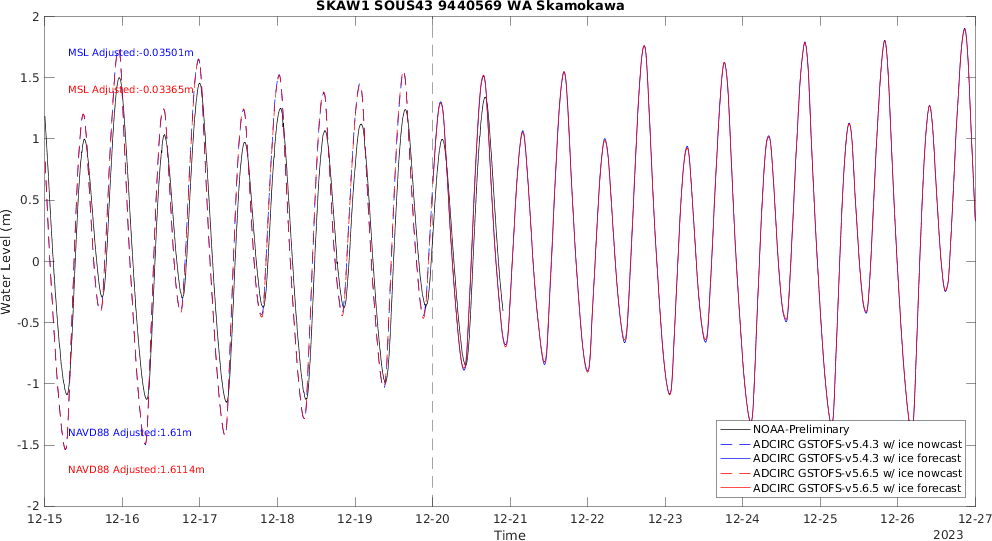 SKAW1 SOUS43 9440569 WA Skamokawa
2
1.5
1
0.5
0
-0.5
-1
-1.5
-2
Water Level (m)
MSL Adjusted:-0.03501m
MSL Adjusted:-0.03365m
NAVD88 Adjusted:1.61m
NAVD88 Adjusted:1.6114m
NOAA-Preliminary
ADCIRC GSTOFS-v5.4.3 w/ ice nowcast
ADCIRC GSTOFS-v5.4.3 w/ ice forecast
ADCIRC GSTOFS-v5.6.5 w/ ice nowcast
ADCIRC GSTOFS-v5.6.5 w/ ice forecast
12-15 12-16 12-17 12-18 12-19 12-20 12-21 12-22 12-23 12-24 12-25 12-26 12-27
Time
2023